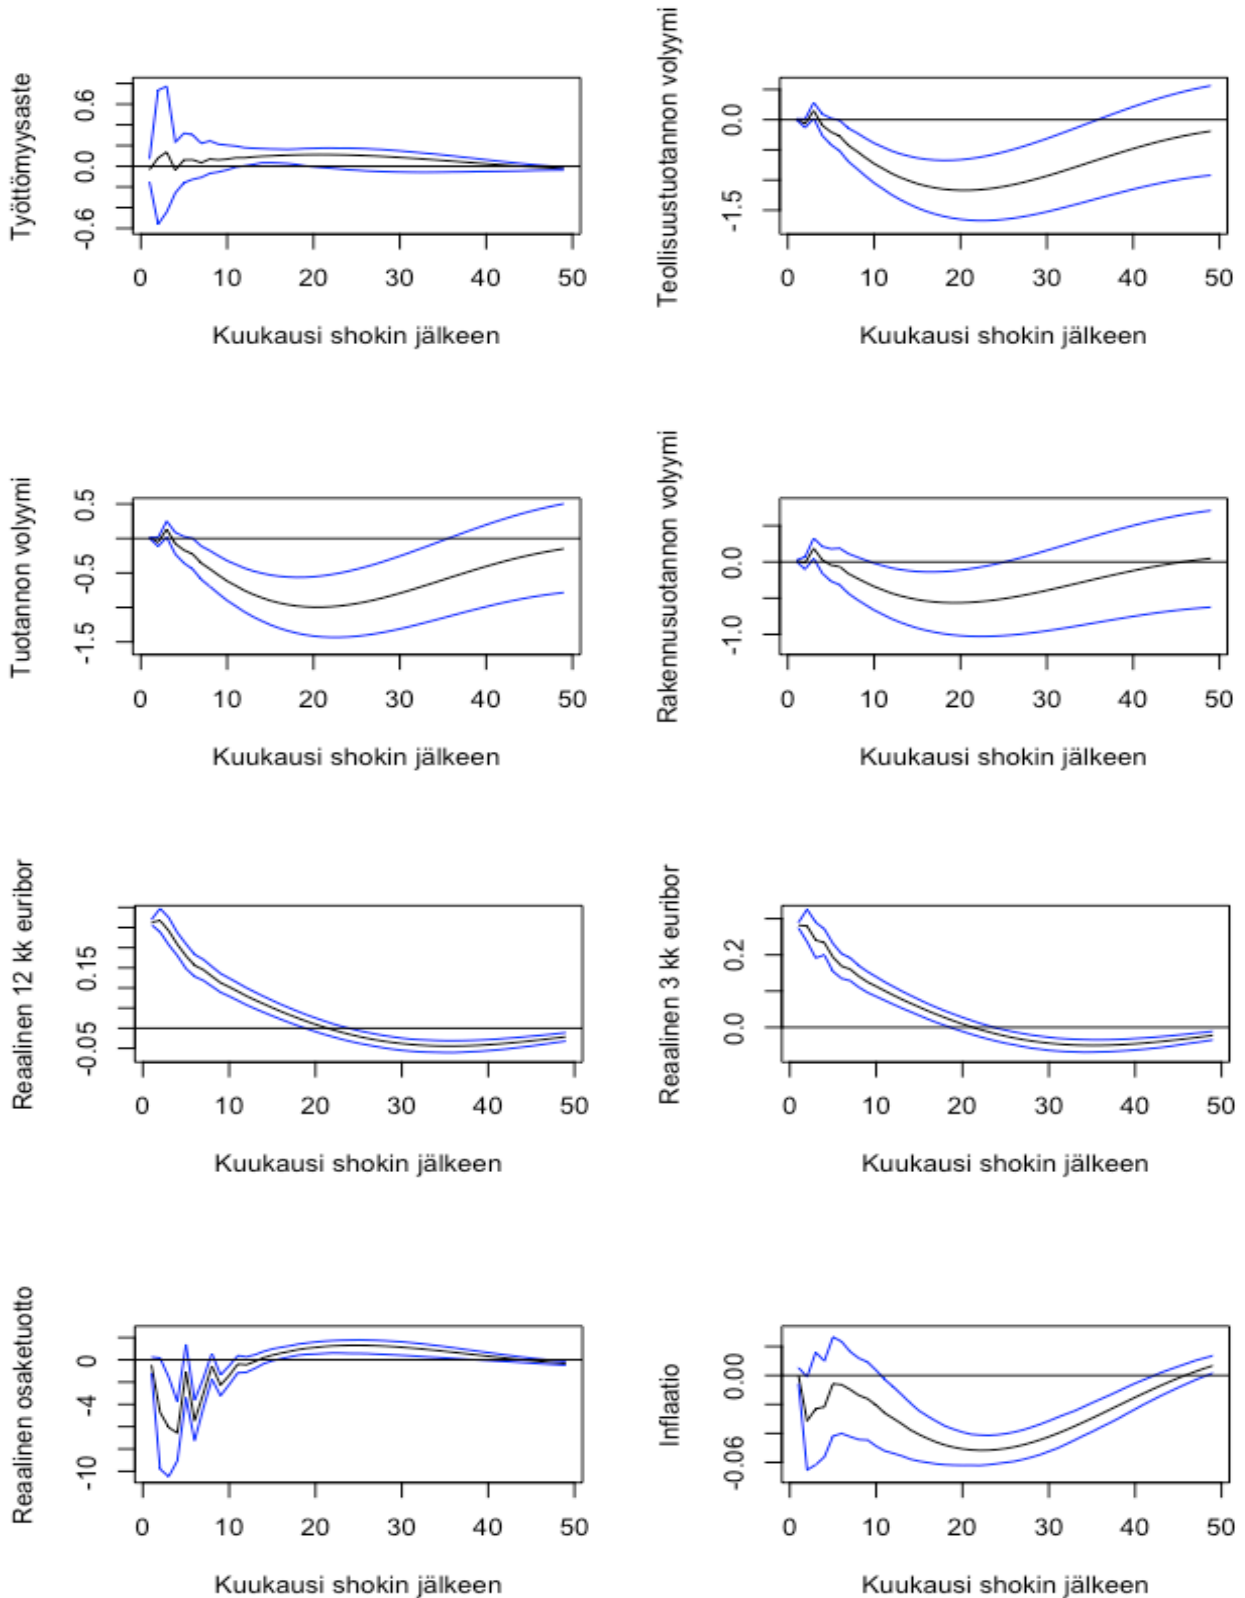 Työttömyysaste
0.6
0.0
-0.6
0 10 20 30 40 50
Kuukausi shokin jälkeen
Teollisuustuotannon volyymi
0.0
-1.5
0 10 20 30 40 50
Kuukausi shokin jälkeen
Tuotannon volyymi
0.5
-0.5
-1.5
0 10 20 30 40 50
Kuukausi shokin jälkeen
Rakennusuotannon volyymi
0.0
-1.0
0 10 20 30 40 50
Kuukausi shokin jälkeen
Reaalinen 12 kk euribor
0.15
-0.05
0 10 20 30 40 50
Kuukausi shokin jälkeen
Reaalinen 3 kk euribor
0.2
0.0
0 10 20 30 40 50
Kuukausi shokin jälkeen
Reaalinen osaketuotto
0
-4
-10
0 10 20 30 40 50
Kuukausi shokin jälkeen
Inflaatio
0.00
-0.06
0 10 20 30 40 50
Kuukausi shokin jälkeen